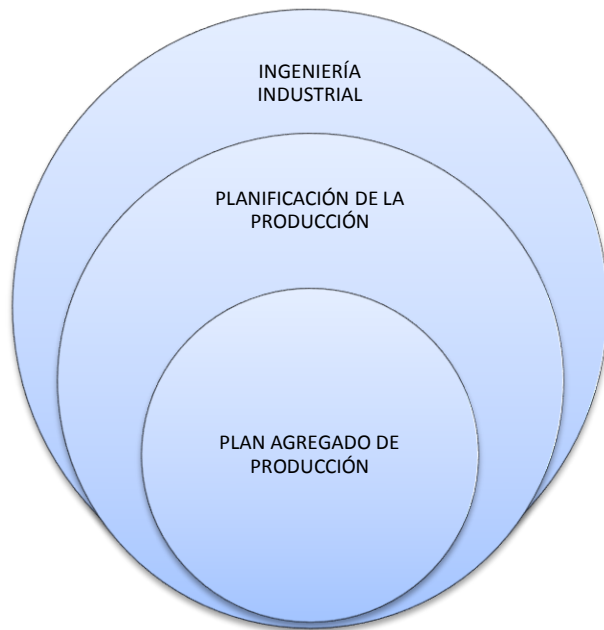 INGENIERÍA
INDUSTRIAL
PLANIFICACIÓN DE LA
PRODUCCIÓN
PLAN AGREGADO DE
PRODUCCIÓN